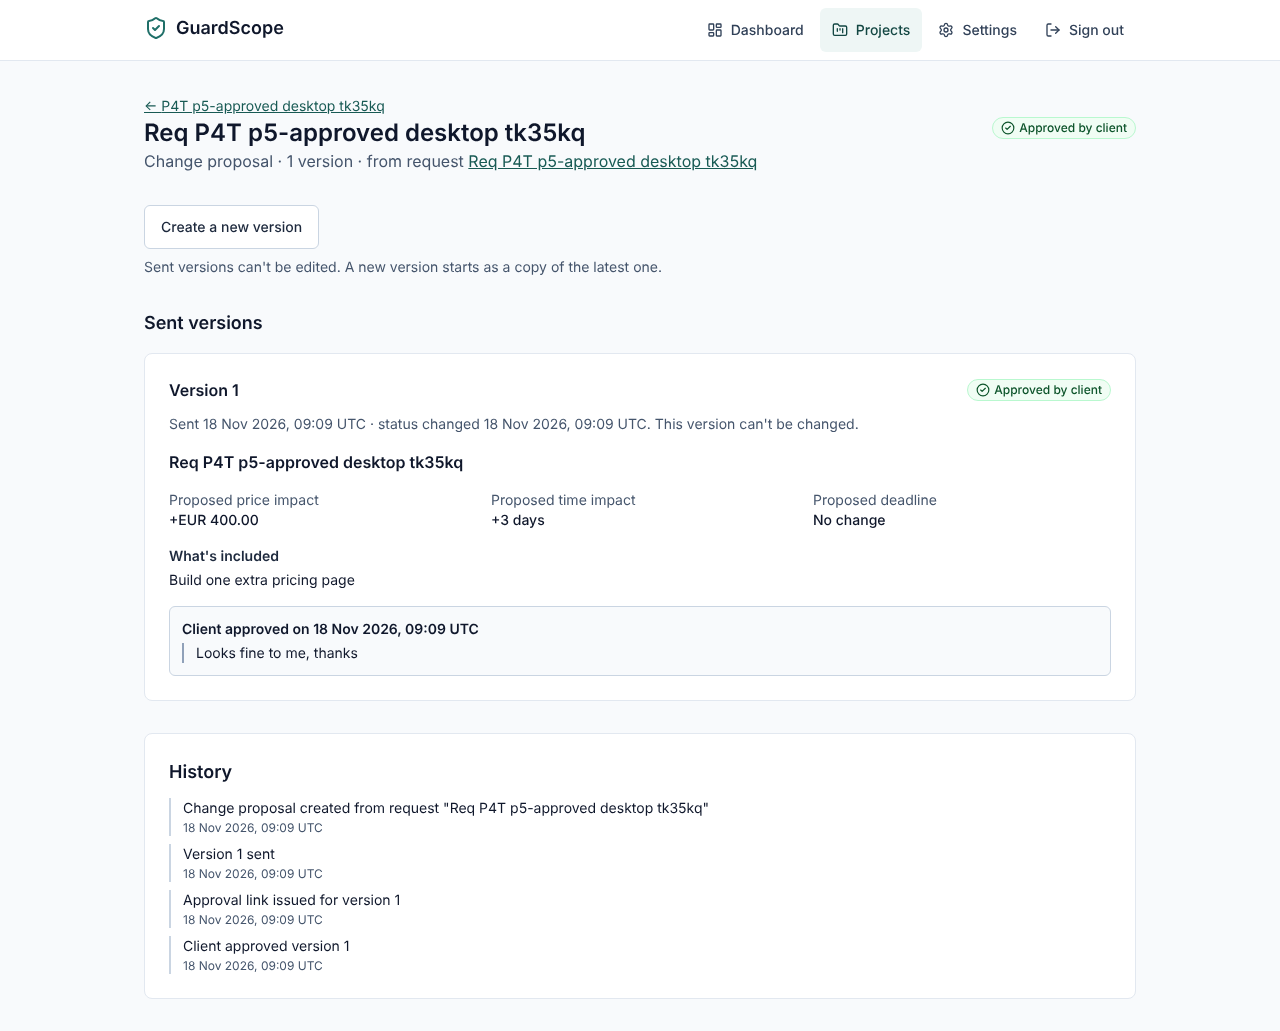 GuardScope
Dashboard
Projects
Settings
Sign out
← P4T p5-approved desktop tk35kq
Req P4T p5-approved desktop tk35kq
Approved by client
Change proposal · 1 version · from request Req P4T p5-approved desktop tk35kq
Create a new version
Sent versions can't be edited. A new version starts as a copy of the latest one.
Sent versions
Version 1
Approved by client
Sent 18 Nov 2026, 09:09 UTC · status changed 18 Nov 2026, 09:09 UTC. This version can't be changed.
Req P4T p5-approved desktop tk35kq
Proposed price impact
+EUR 400.00
Proposed time impact
+3 days
Proposed deadline
No change
What's included
Build one extra pricing page
Client approved on 18 Nov 2026, 09:09 UTC
Looks fine to me, thanks
History
Change proposal created from request "Req P4T p5-approved desktop tk35kq"
18 Nov 2026, 09:09 UTC
Version 1 sent
18 Nov 2026, 09:09 UTC
Approval link issued for version 1
18 Nov 2026, 09:09 UTC
Client approved version 1
18 Nov 2026, 09:09 UTC